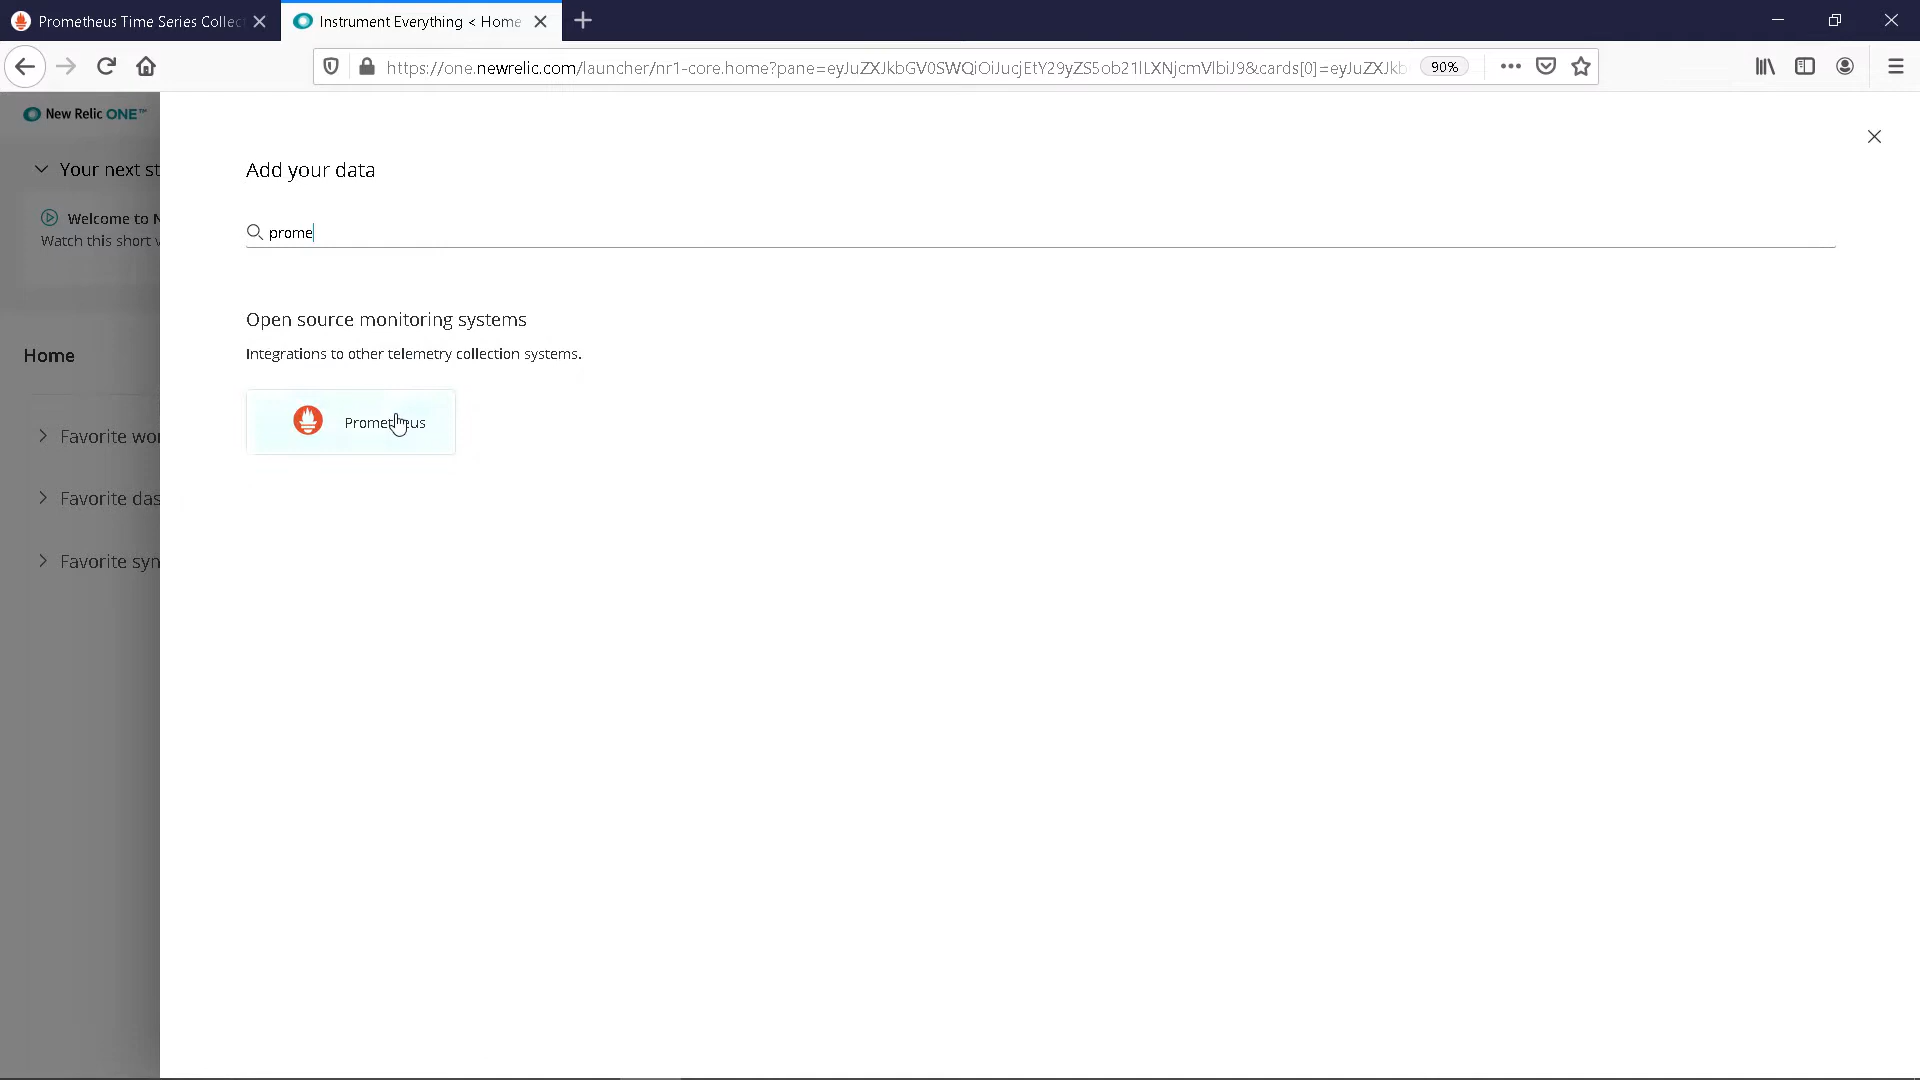 Prometheus Time Series Collec
Instrument Everything < Home
https://one.newrelic.com/launcher/nr1-core.home?pane=eyJuZXJkbGV0SWQiOiJucjEtY29yZS5ob21lLXNjcmVlbiJ9&cards[0]=eyJuZXJkb
90%
New Relic ONE™
Your next st
Welcome to N
Watch this short v
Home
Favorite wor
Favorite das
Favorite syn
Add your data
prome
Open source monitoring systems
Integrations to other telemetry collection systems.
Prometheus